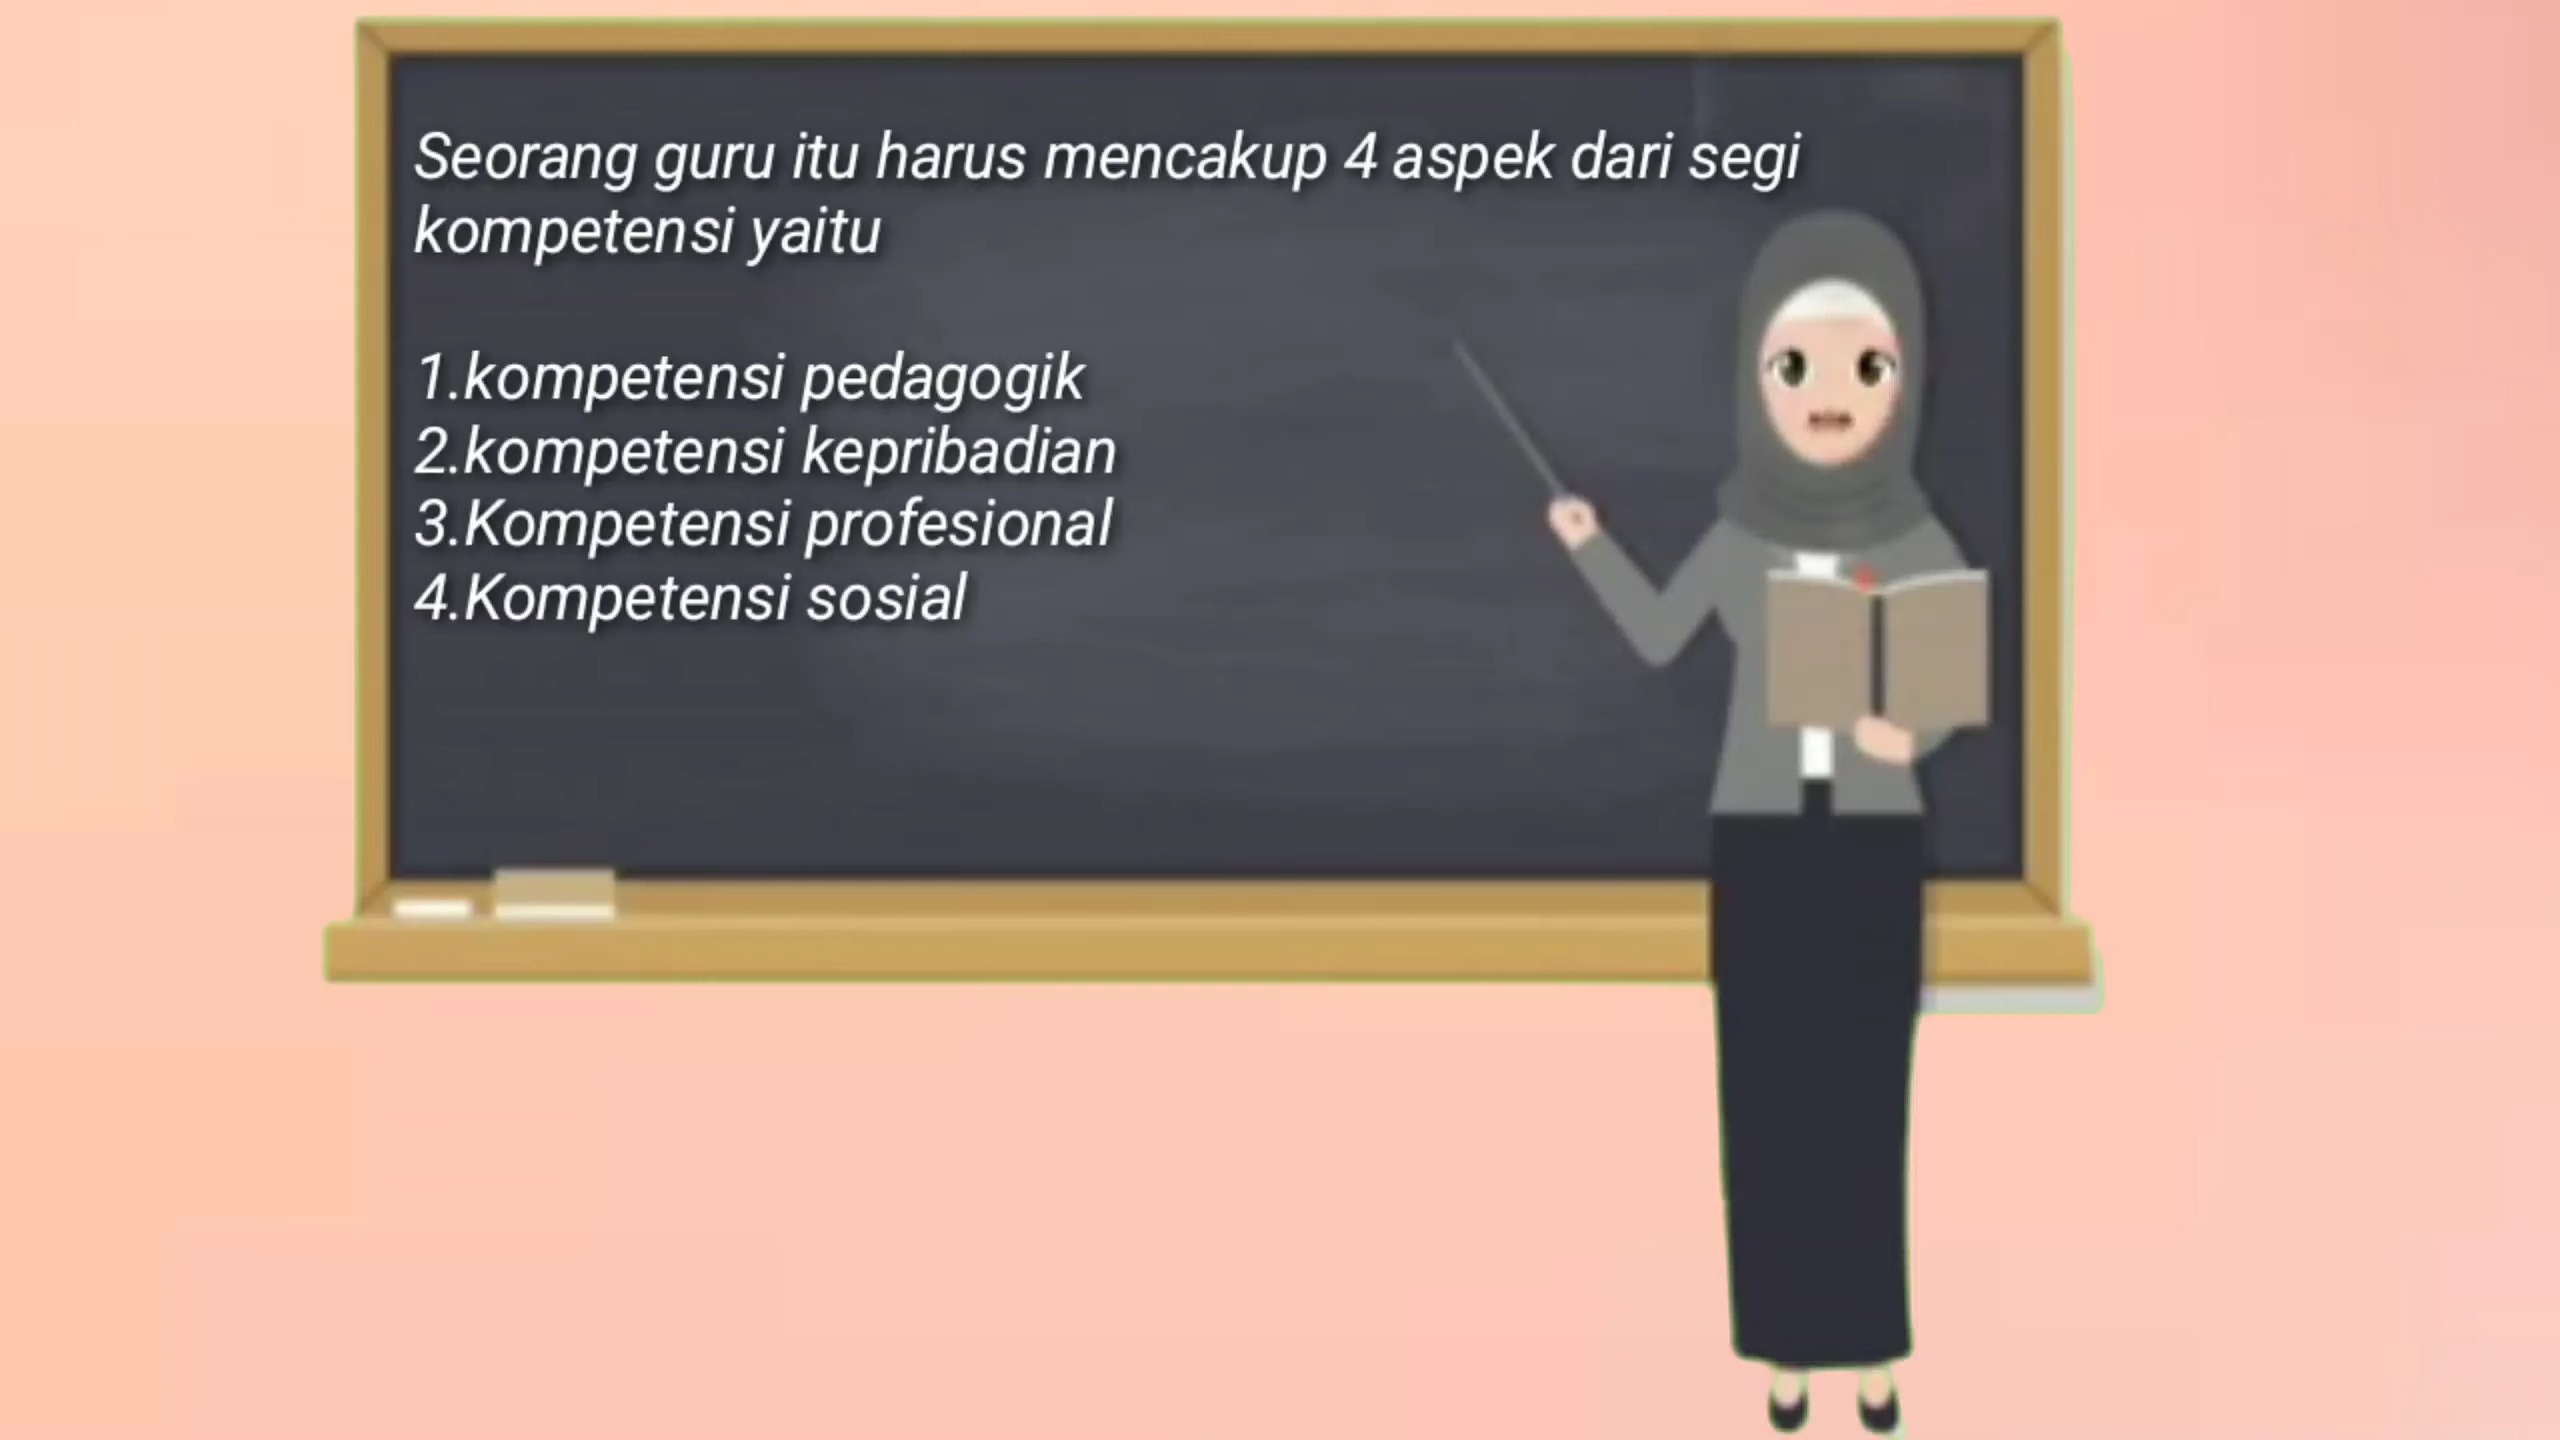 Seorang guru itu harus mencakup 4 aspek dari segi
kompetensi yaitu
1.kompetensi pedagogik
2.kompetensi kepribadian
3.Kompetensi profesional
4.Kompetensi sosial